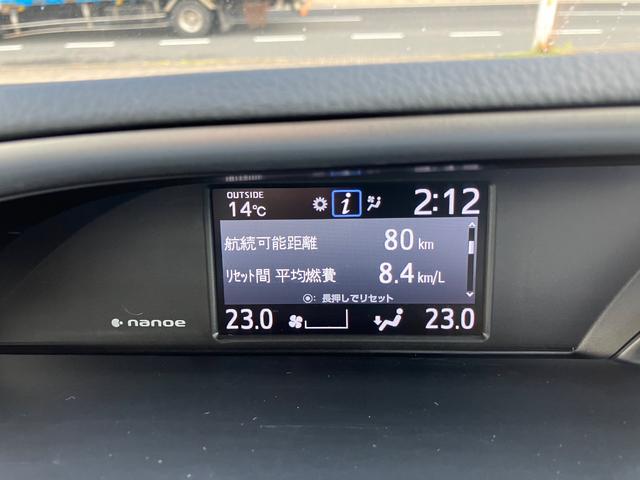 OUTSIDE
14℃
2:12
航続可能距離 80 km
リセット間 平均燃費 8.4 km/L
◉: 長押しでリセット
23.0 23.0
nanoe